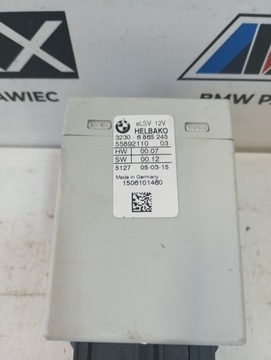 AWIEC
BMW P
eLSV 12V
HELBAKO
3230 - 6 865 245
55892110 03
HW 00.07
SW 00.12
5127 05-03-15
Made in Germany
1506101460